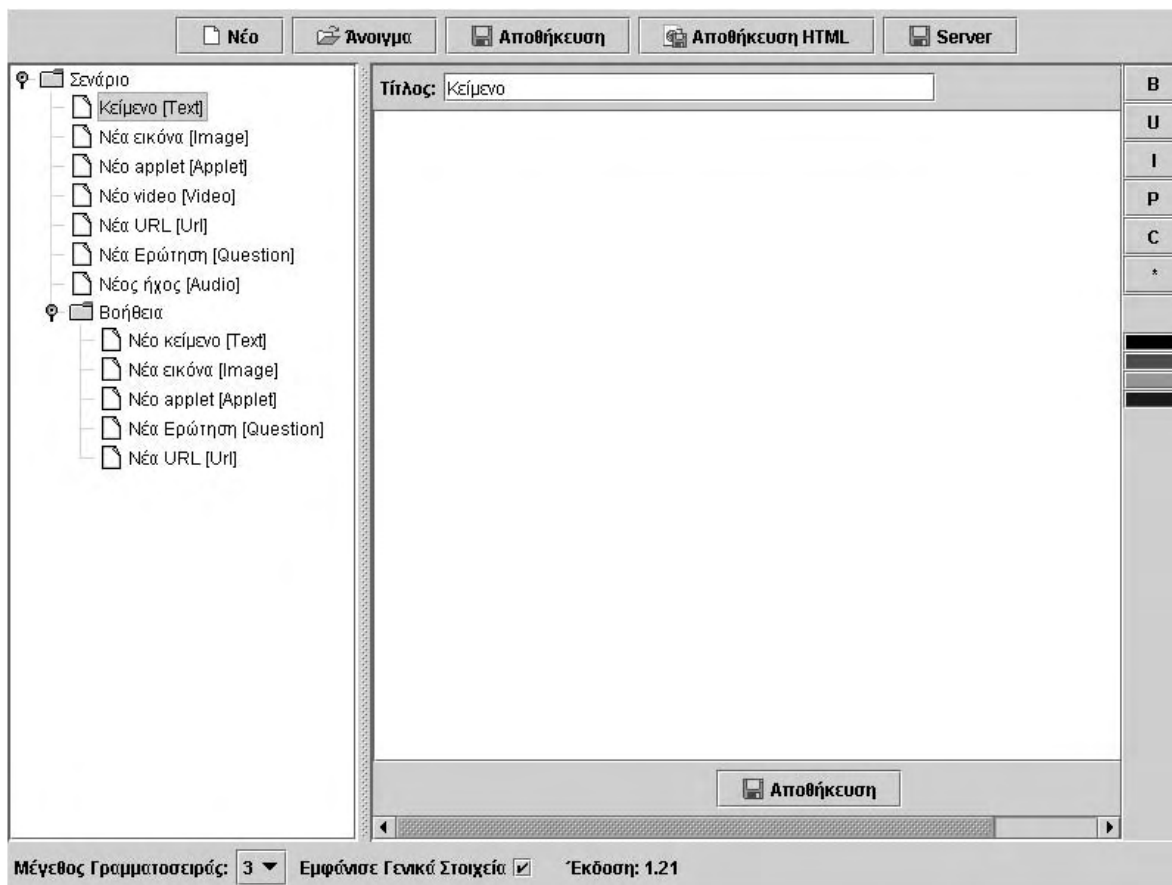 Νέο Άνοιγμα Αποθήκευση Αποθήκευση HTML Server
Σενάριο
Κείμενο [Text]
Νέα εικόνα [Image]
Νέο applet [Applet]
Νέο video [Video]
Νέα URL [Url]
Νέα Ερώτηση [Question]
Νέος ήχος [Audio]
Βοήθεια
Νέο κείμενο [Text]
Νέα εικόνα [Image]
Νέο applet [Applet]
Νέα Ερώτηση [Question]
Νέα URL [Url]
Τίτλος: Κείμενο
B
U
I
P
C
*
Αποθήκευση
Μέγεθος Γραμματοσειράς: 3 Εμφάνισε Γενικά Στοιχεία Έκδοση: 1.21